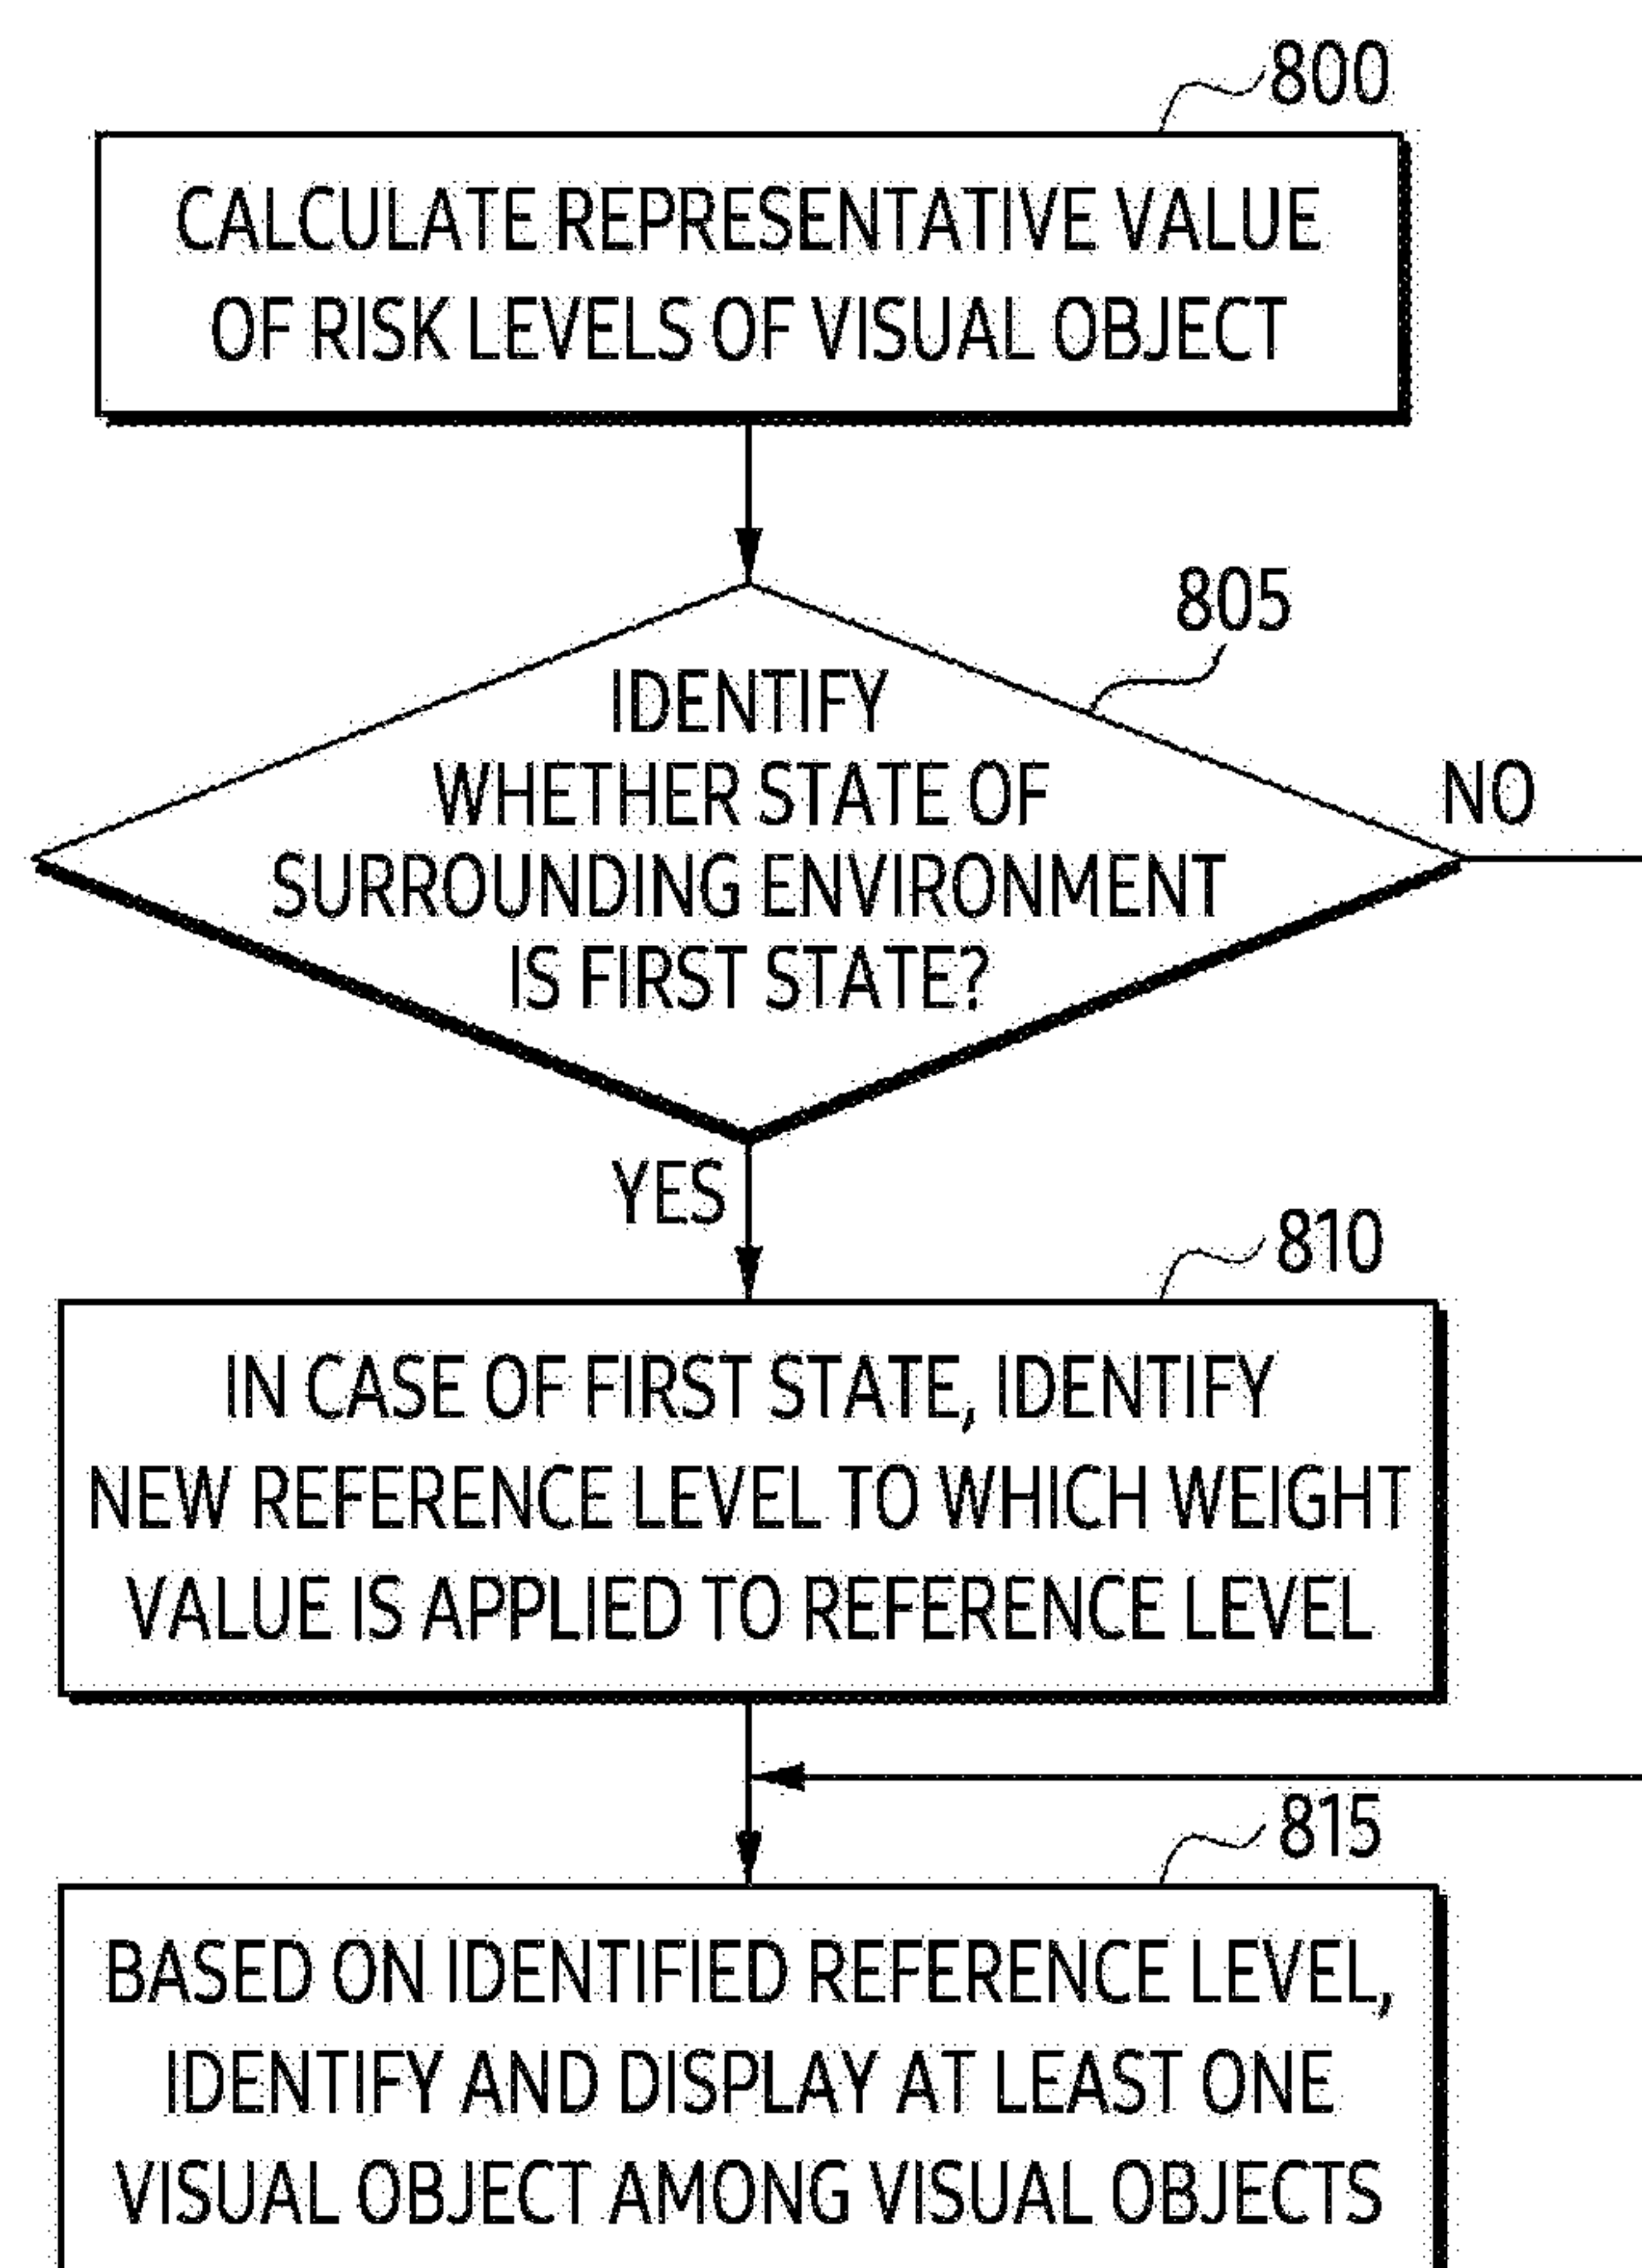 800
CALCULATE REPRESENTATIVE VALUE
OF RISK LEVELS OF VISUAL OBJECT
805
IDENTIFY
WHETHER STATE OF
SURROUNDING ENVIRONMENT
IS FIRST STATE?
NO
YES
810
IN CASE OF FIRST STATE, IDENTIFY
NEW REFERENCE LEVEL TO WHICH WEIGHT
VALUE IS APPLIED TO REFERENCE LEVEL
815
BASED ON IDENTIFIED REFERENCE LEVEL,
IDENTIFY AND DISPLAY AT LEAST ONE
VISUAL OBJECT AMONG VISUAL OBJECTS